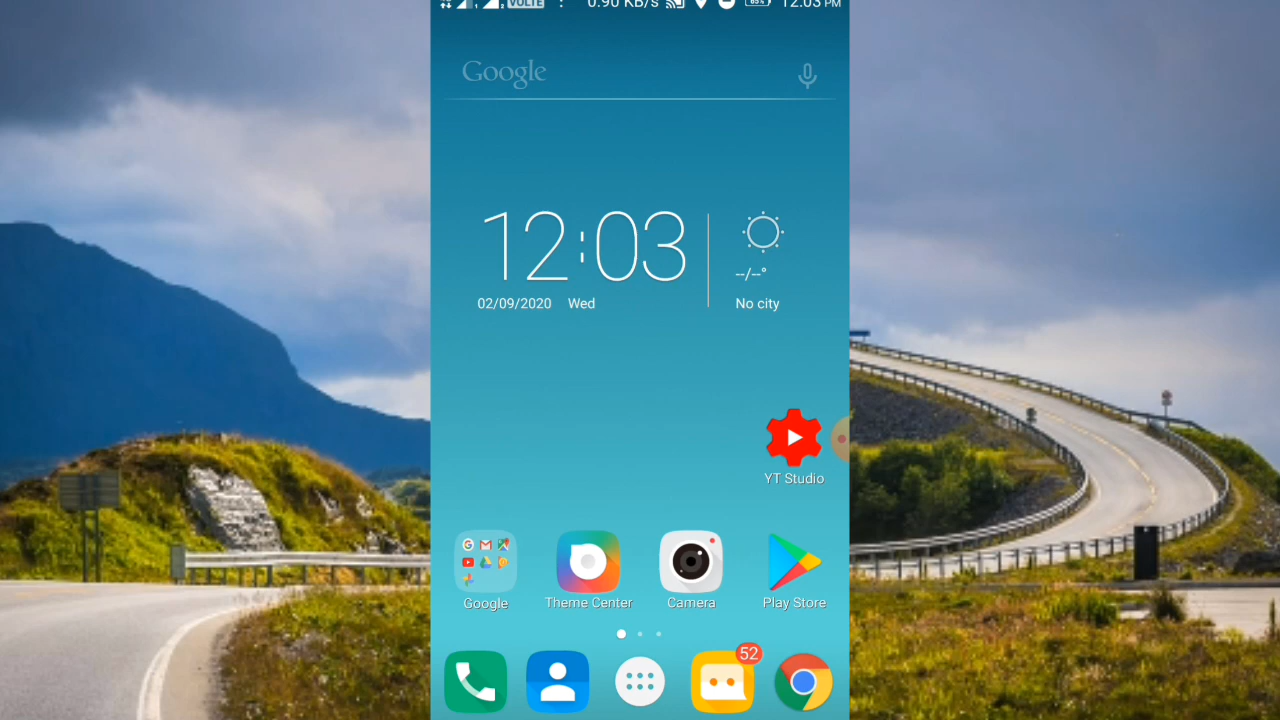 VoLTE 0.90 KB/s 65% 12:03 PM
Google
12:03
02/09/2020 Wed
--/--°
No city
YT Studio
Google Theme Center Camera Play Store
52